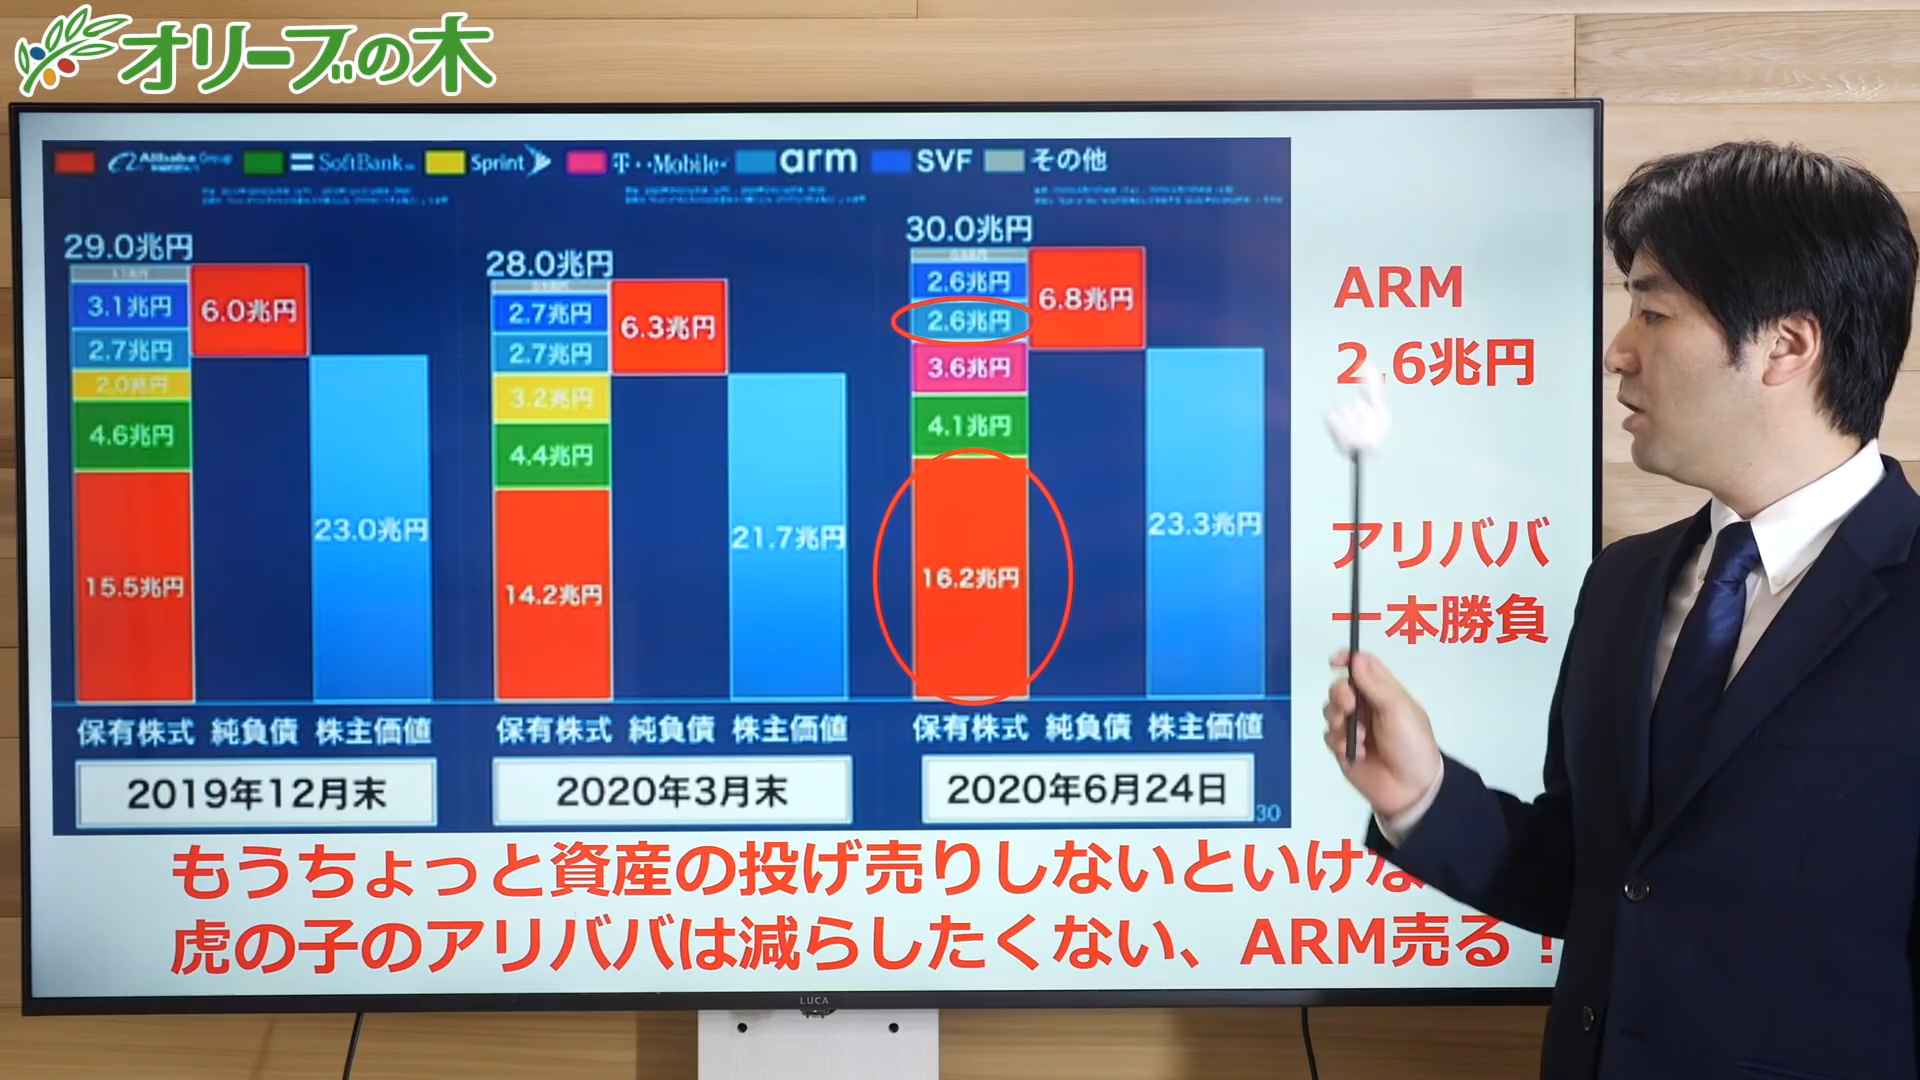 オリーブの木
Alibaba Group
SoftBank
Sprint
T··Mobile·
arm
SVF
その他
29.0兆円
3.1兆円
2.7兆円
2.0兆円
4.6兆円
15.5兆円
6.0兆円
23.0兆円
保有株式 純負債 株主価値
2019年12月末
28.0兆円
2.7兆円
2.7兆円
3.2兆円
4.4兆円
14.2兆円
6.3兆円
21.7兆円
保有株式 純負債 株主価値
2020年3月末
30.0兆円
2.6兆円
2.6兆円
3.6兆円
4.1兆円
16.2兆円
6.8兆円
23.3兆円
保有株式 純負債 株主価値
2020年6月24日
30
ARM
2.6兆円
アリババ
一本勝負
もうちょっと資産の投げ売りしないといけな
虎の子のアリババは減らしたくない、ARM売る！
LUCA